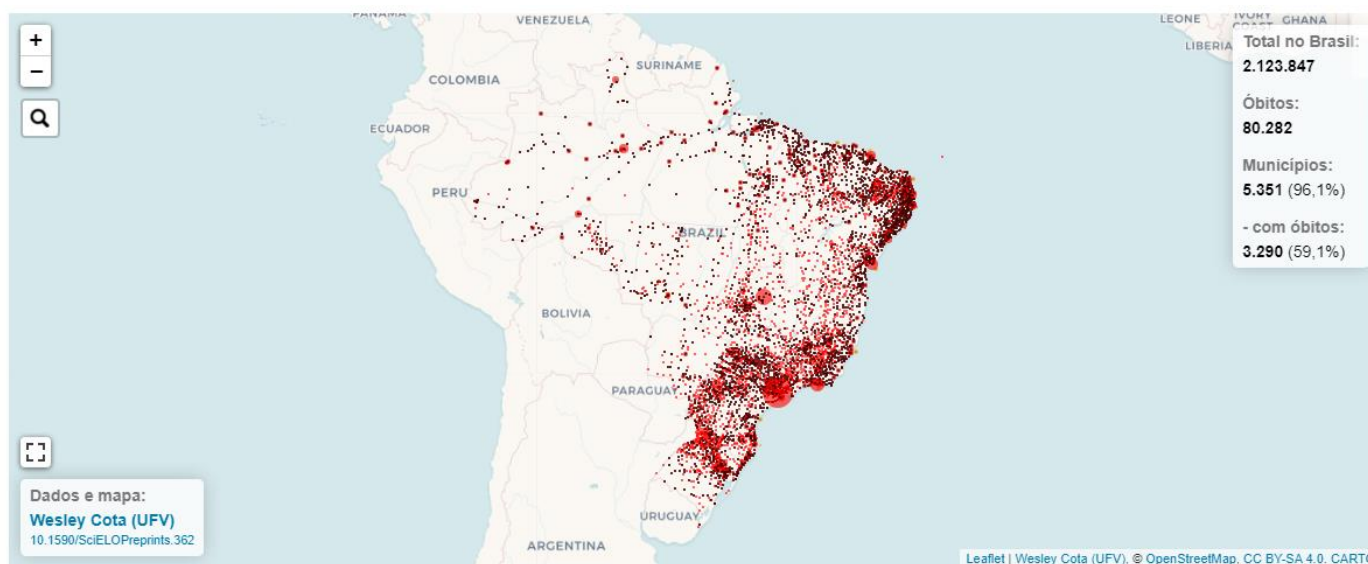 PANAMA
VENEZUELA
LEONE
IVORY
COAST
GHANA
LIBERIA
+
−
SURINAME
COLOMBIA
ECUADOR
PERU
BRAZIL
BOLIVIA
PARAGUAY
URUGUAY
ARGENTINA
Total no Brasil:
2.123.847
Óbitos:
80.282
Municípios:
5.351 (96,1%)
- com óbitos:
3.290 (59,1%)
Dados e mapa:
Wesley Cota (UFV)
10.1590/SciELOPreprints.362
Leaflet | Wesley Cota (UFV), © OpenStreetMap, CC BY-SA 4.0, CARTO